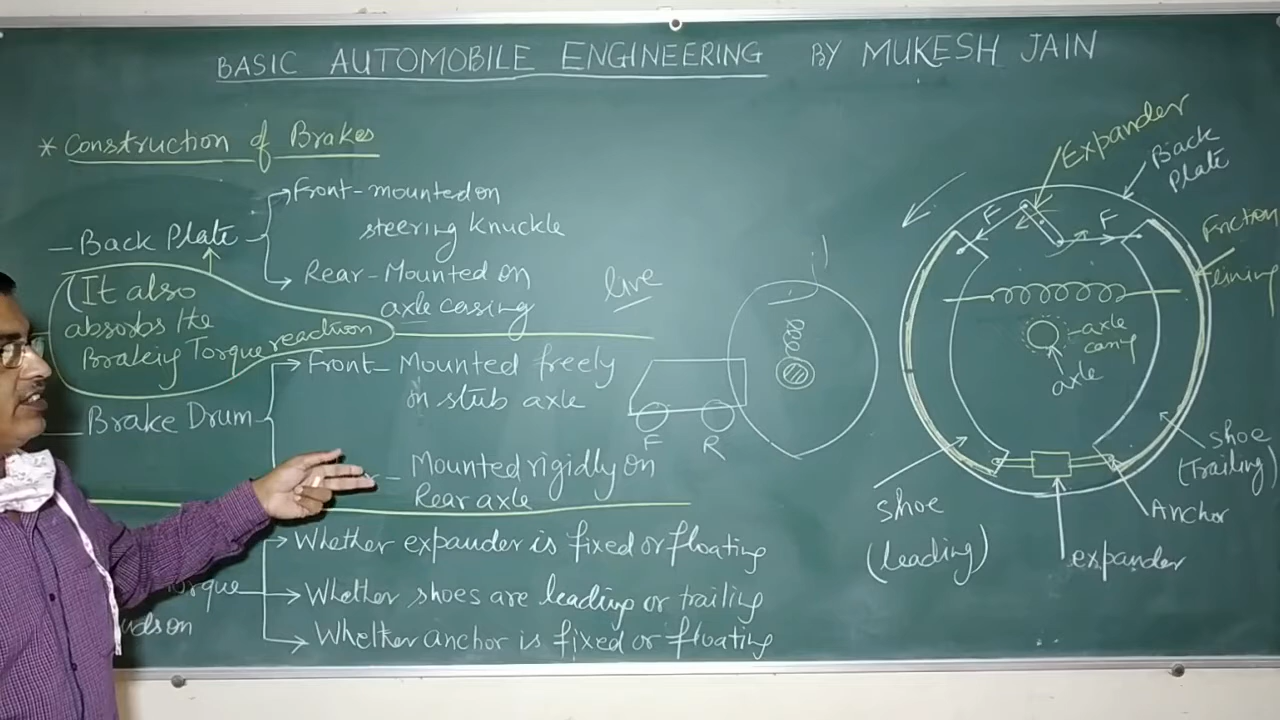 BASIC AUTOMOBILE ENGINEERING BY MUKESH JAIN
* Construction of Brakes
- Back Plate
Front - mounted on
steering knuckle
Rear - Mounted on
axle casing
(It also
absorbs the
Braking Torque reaction
- Brake Drum
Front - Mounted freely
on stub axle
- Mounted rigidly on
Rear axle
Torque
Whether expander is fixed or floating
Whether shoes are leading or trailing
Whether anchor is fixed or floating
live
F
R
Expander
Back
Plate
F
F
Friction
Lining
axle
axle
shoe
(Trailing)
Anchor
expander
shoe
(leading)